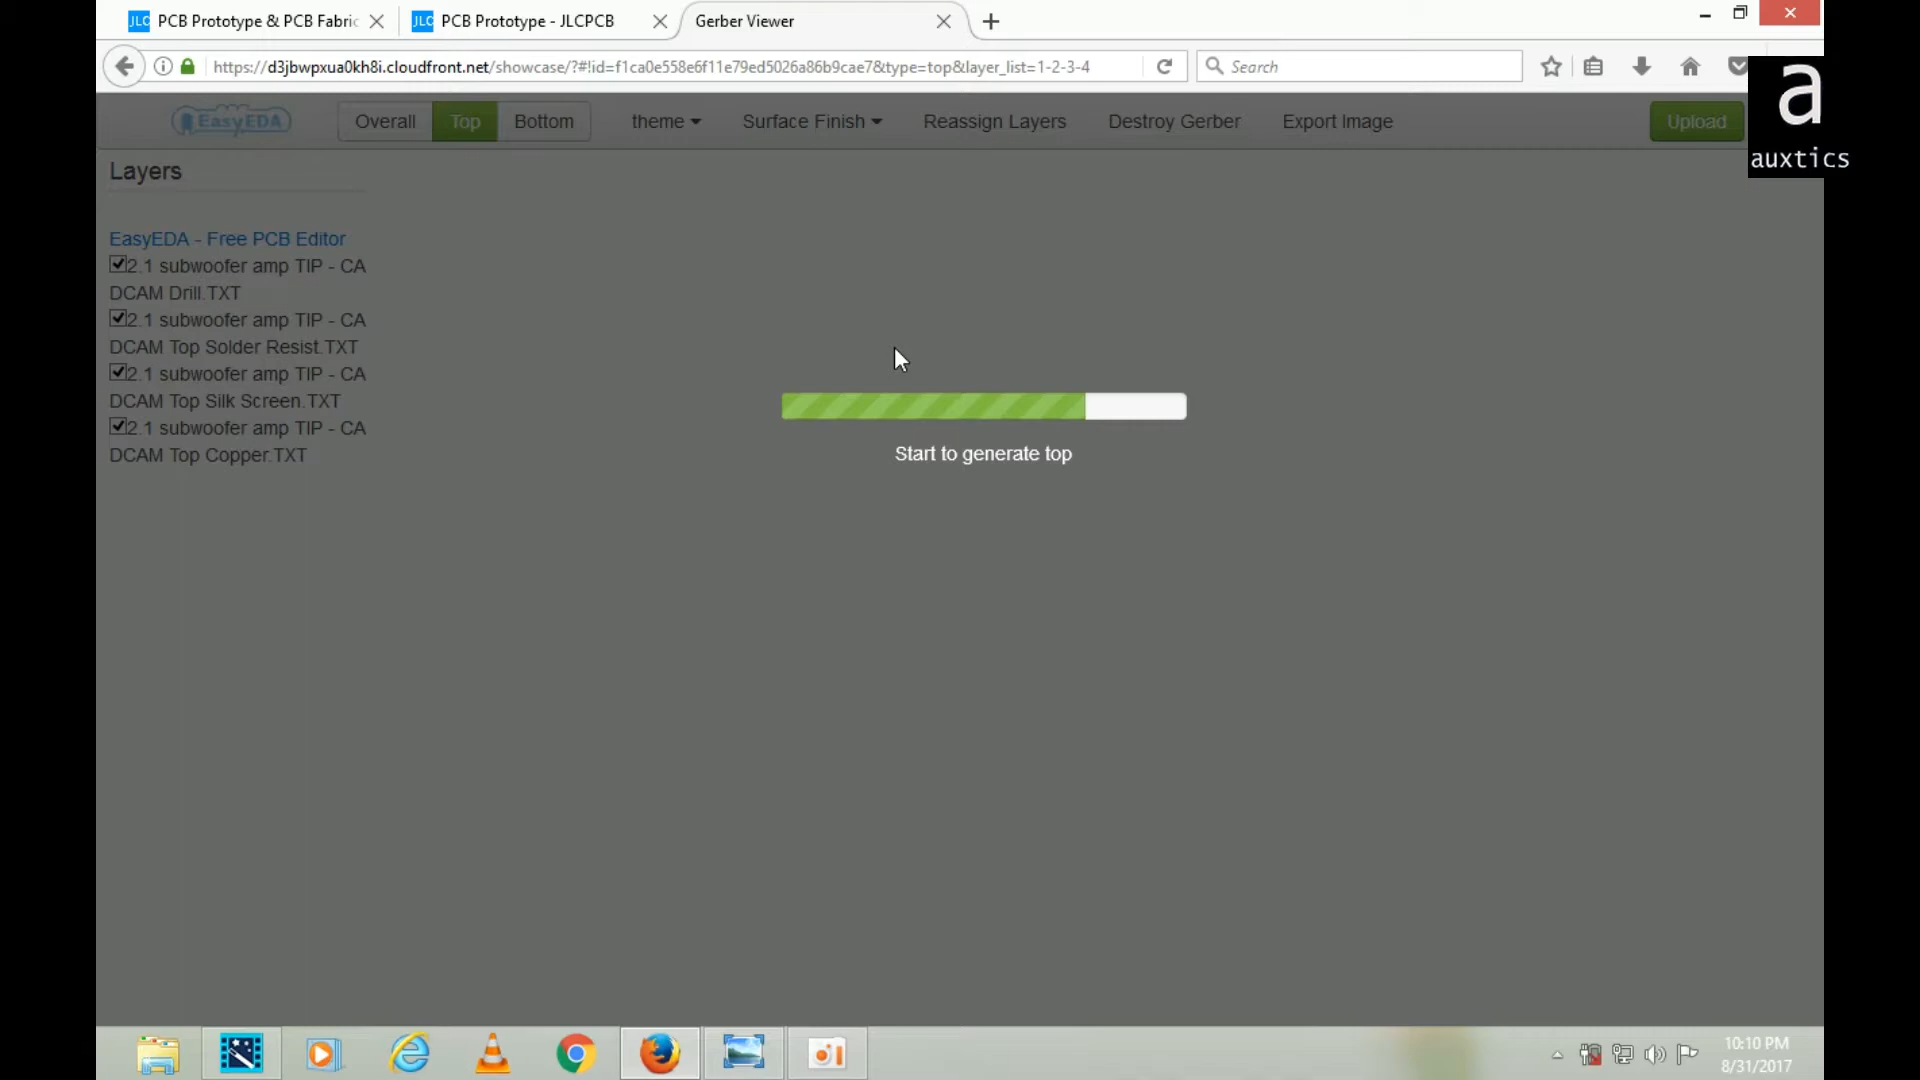 JLC PCB Prototype & PCB Fabric
JLC PCB Prototype - JLCPCB
Gerber Viewer
https://d3jbwpxua0kh8i.cloudfront.net/showcase/?#!id=f1ca0e558e6f11e79ed5026a86b9cae7&type=top&layer_list=1-2-3-4
Search
a
auxtics
EasyEDA
Overall Top Bottom theme Surface Finish Reassign Layers Destroy Gerber Export Image Upload
Layers
EasyEDA - Free PCB Editor
2.1 subwoofer amp TIP - CA
DCAM Drill.TXT
2.1 subwoofer amp TIP - CA
DCAM Top Solder Resist.TXT
2.1 subwoofer amp TIP - CA
DCAM Top Silk Screen.TXT
2.1 subwoofer amp TIP - CA
DCAM Top Copper.TXT
Start to generate top
10:10 PM
8/31/2017